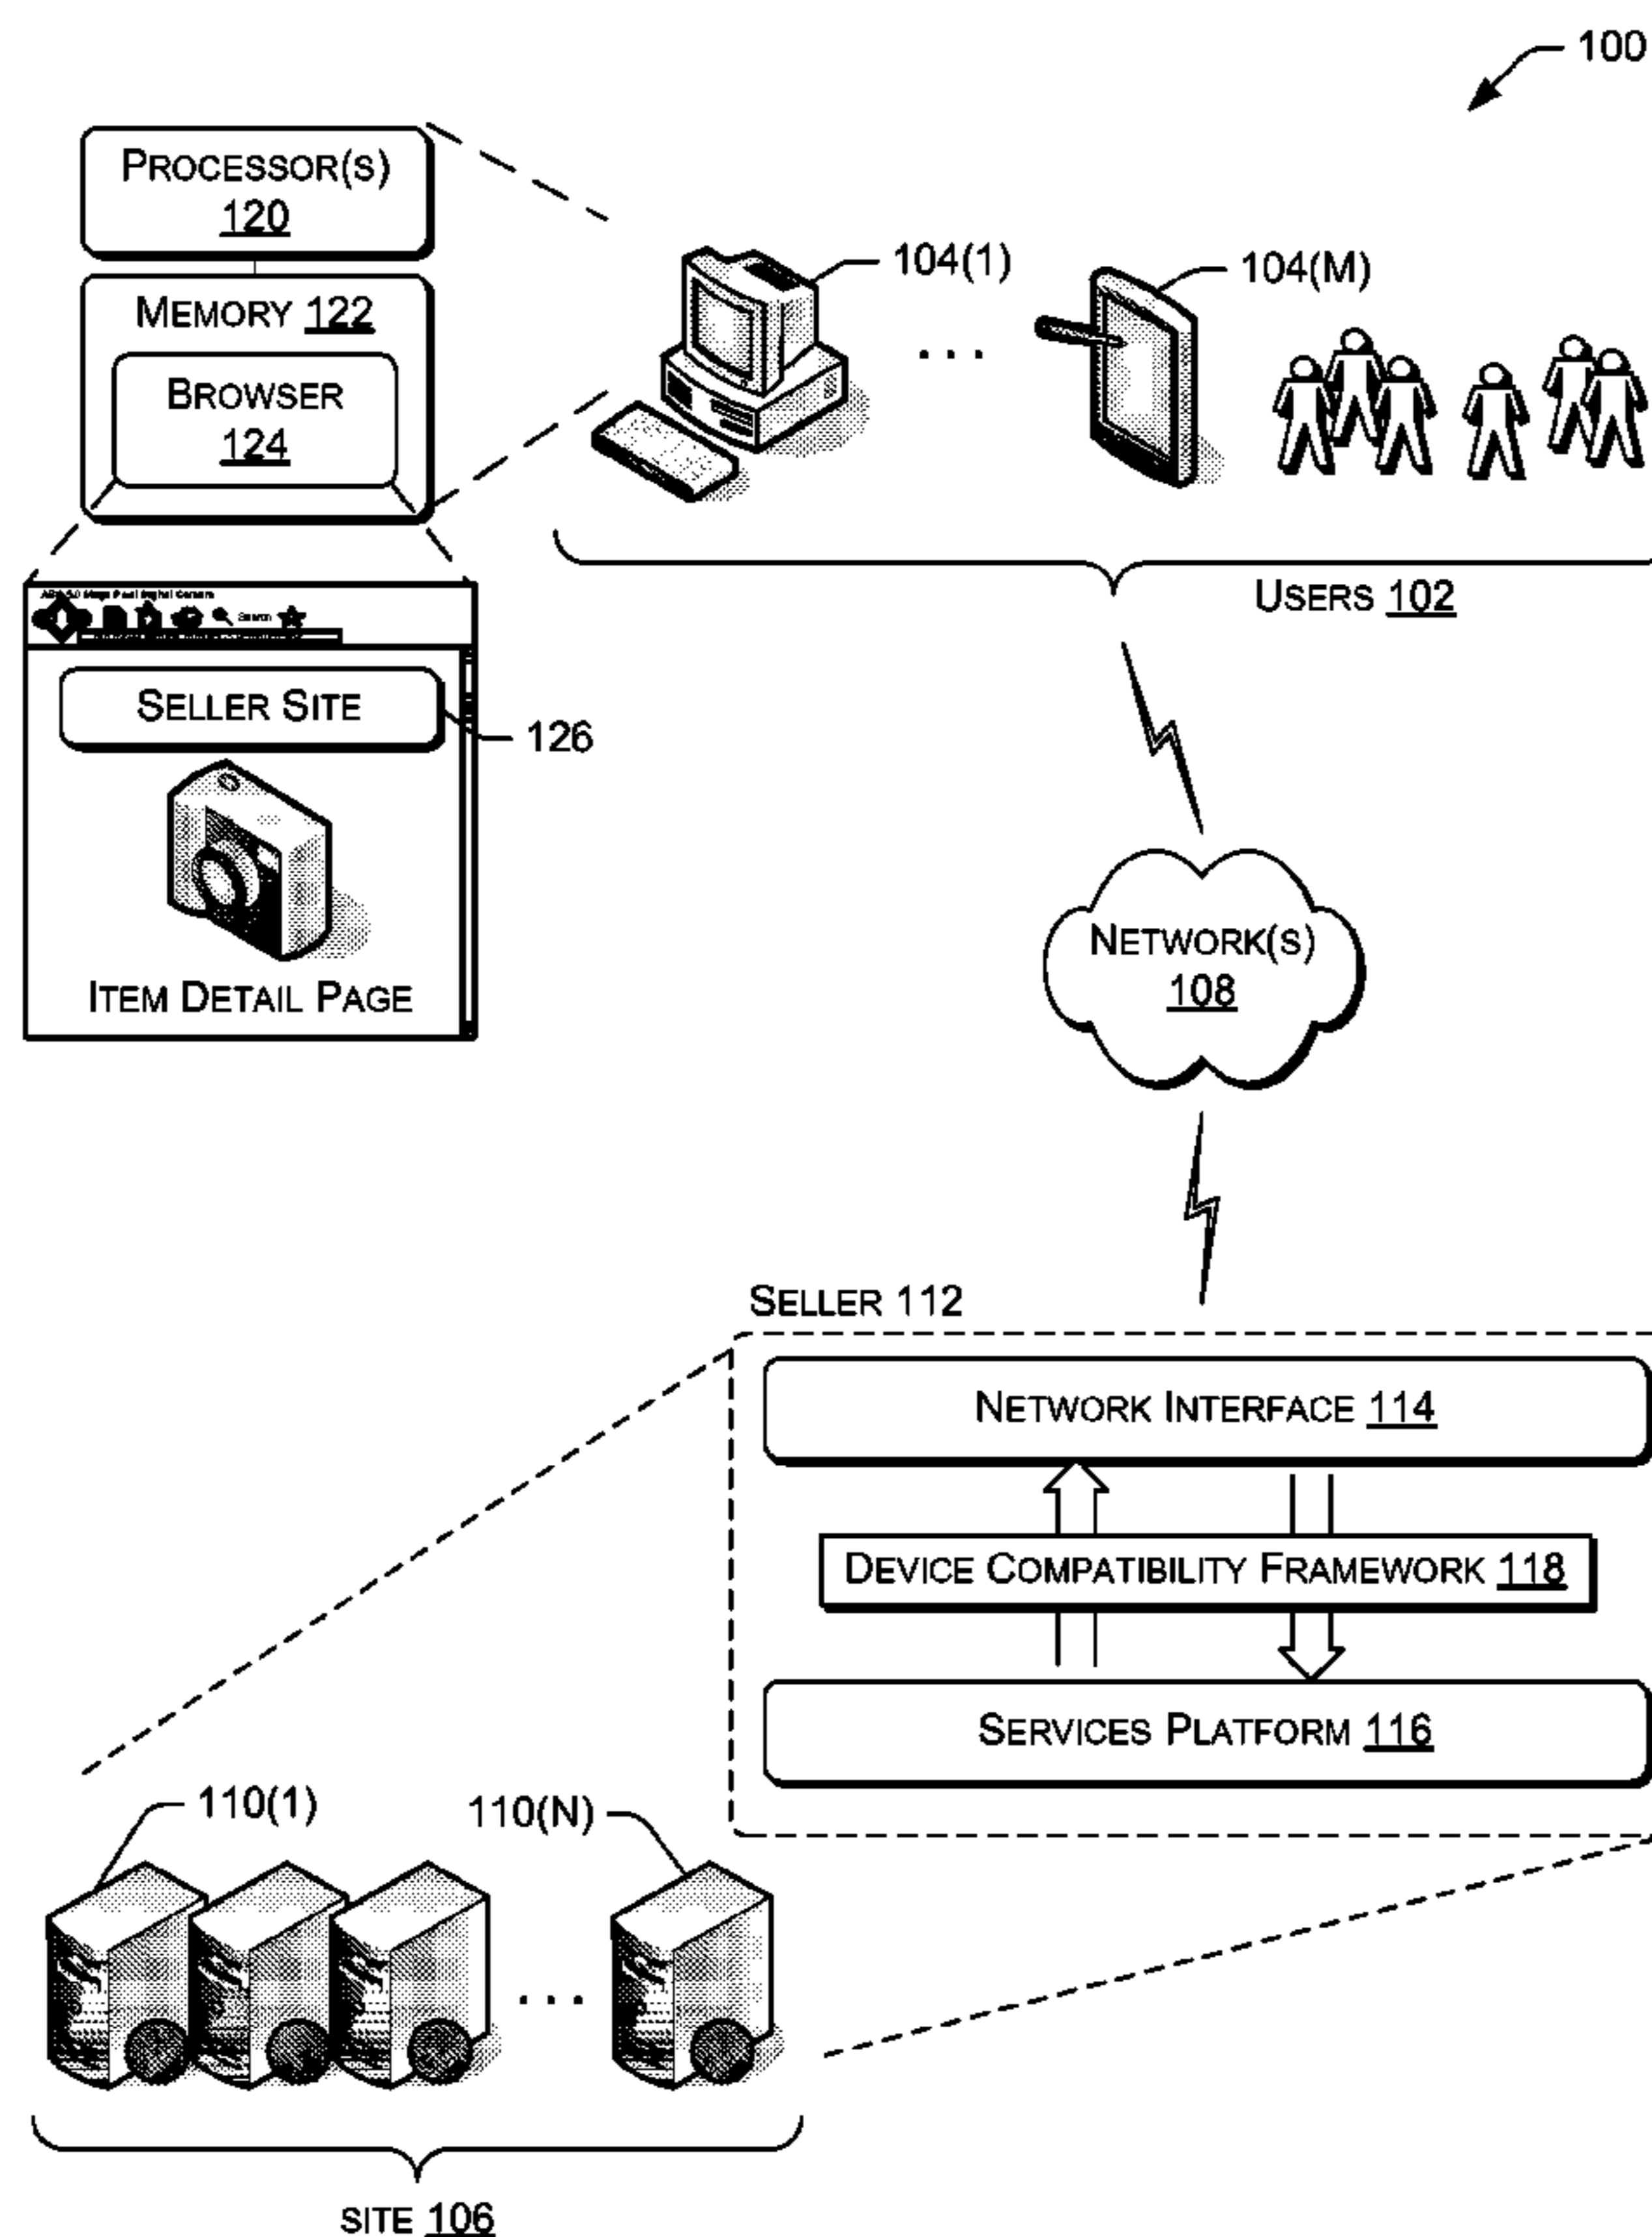 100
PROCESSOR(S)
120
104(1)
104(M)
MEMORY 122
...
BROWSER
124
USERS 102
Search
SELLER SITE
126
NETWORK(S)
108
ITEM DETAIL PAGE
SELLER 112
NETWORK INTERFACE 114
DEVICE COMPATIBILITY FRAMEWORK 118
SERVICES PLATFORM 116
110(1)
110(N)
...
SITE 106